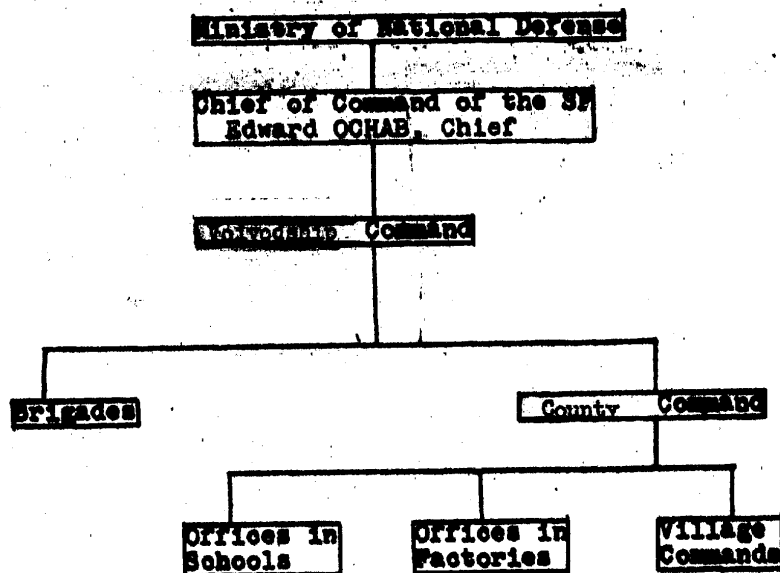 Ministry of National Defense
Chief of Command of the SP
Edward OCHAB, Chief
Voivodship Command
Brigades
County Command
Offices in
Schools
Offices in
Factories
Village
Commands